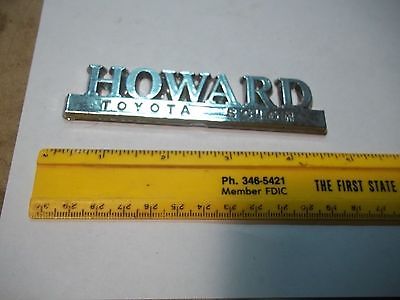 HOWARD
TOYOTA
Ph. 346-5421
Member FDIC
THE FIRST STATE